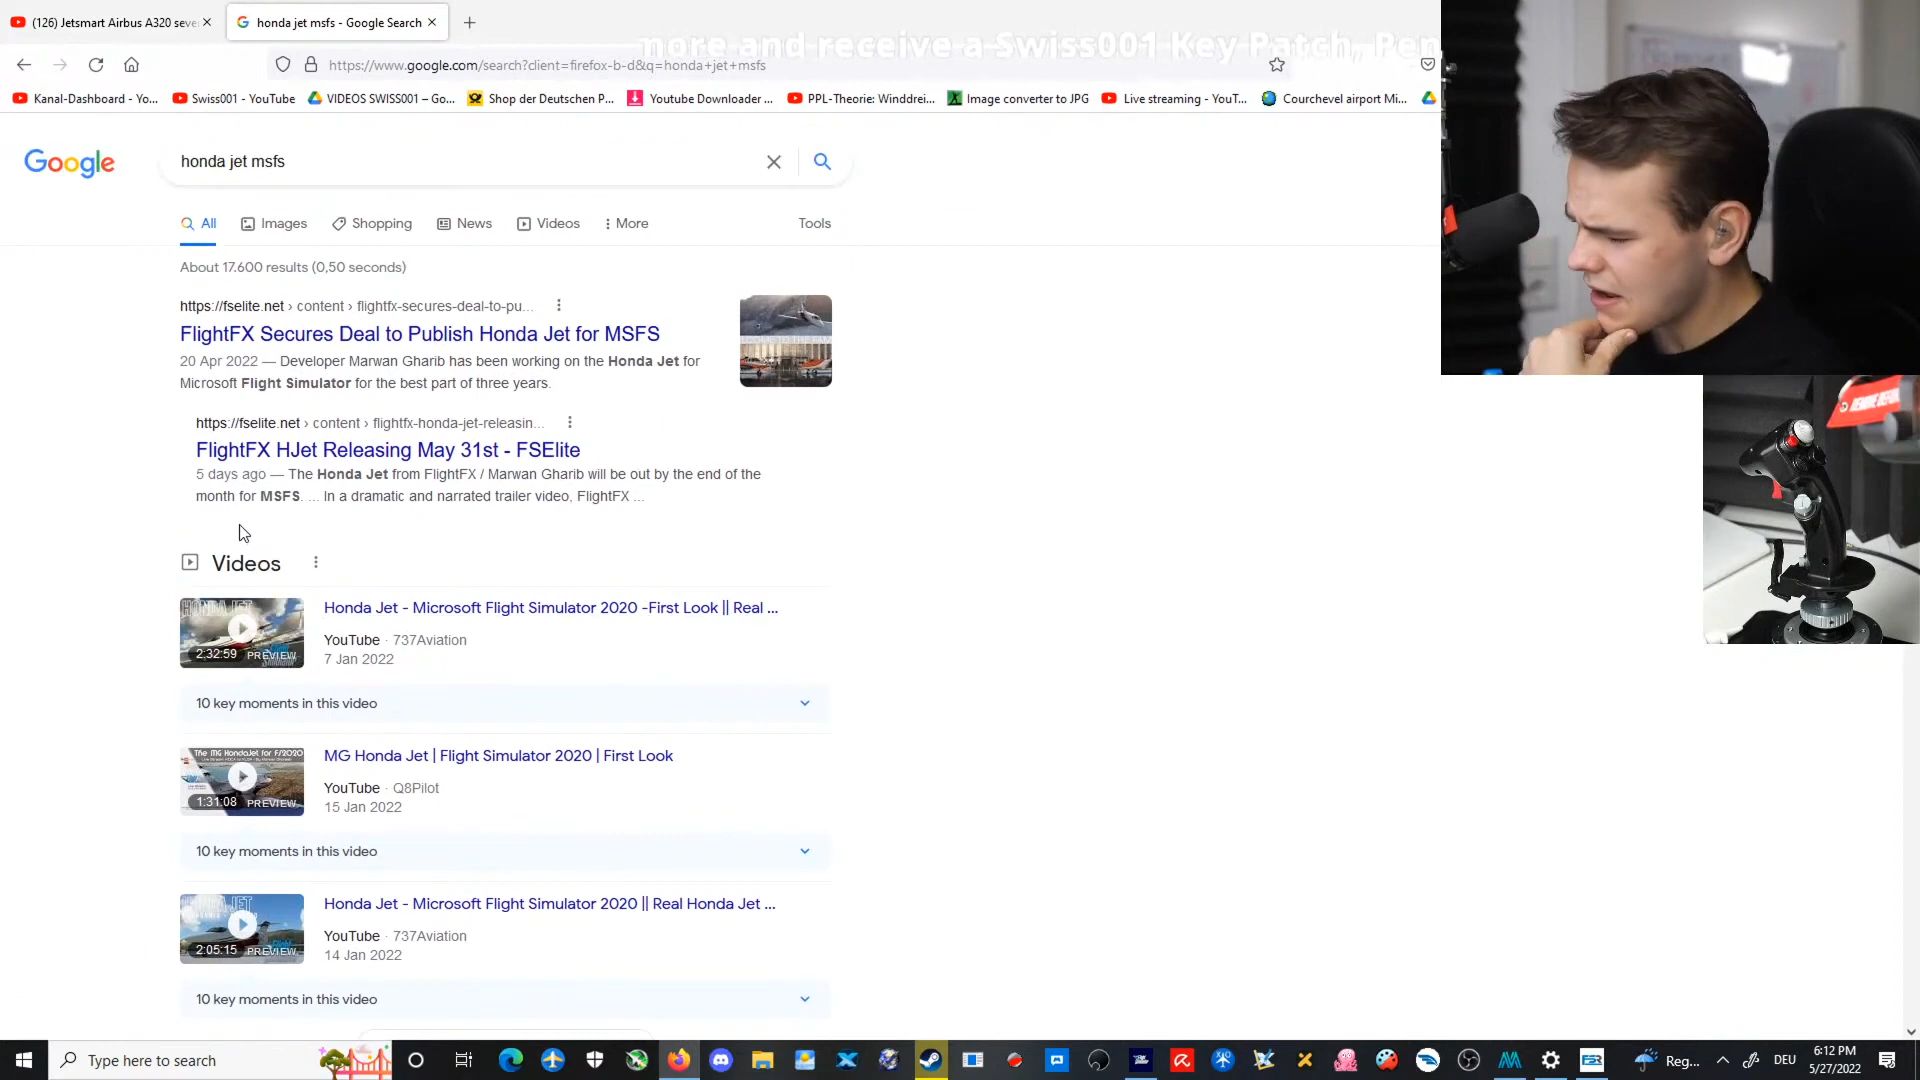 (126) Jetsmart Airbus A320 seve
honda jet msfs - Google Search
more and receive a Swiss001 Key Patch, Pen
https://www.google.com/search?client=firefox-b-d&q=honda+jet+msfs
Kanal-Dashboard - Yo...
Swiss001 - YouTube
VIDEOS SWISS001 – Go...
Shop der Deutschen P...
Youtube Downloader ...
PPL-Theorie: Winddrei...
Image converter to JPG
Live streaming - YouT...
Courchevel airport Mi...
Google
honda jet msfs
All
Images
Shopping
News
Videos
More
Tools
About 17.600 results (0,50 seconds)
https://fselite.net › content › flightfx-secures-deal-to-pu...
FlightFX Secures Deal to Publish Honda Jet for MSFS
20 Apr 2022 — Developer Marwan Gharib has been working on the Honda Jet for
Microsoft Flight Simulator for the best part of three years.
https://fselite.net › content › flightfx-honda-jet-releasin...
FlightFX HJet Releasing May 31st - FSElite
5 days ago — The Honda Jet from FlightFX / Marwan Gharib will be out by the end of the
month for MSFS. ... In a dramatic and narrated trailer video, FlightFX ...
Videos
HONDA JET
2:32:59 PREVIEW
Honda Jet - Microsoft Flight Simulator 2020 -First Look || Real ...
YouTube · 737Aviation
7 Jan 2022
10 key moments in this video
The MG HondaJet for F/2020
1:31:08 PREVIEW
MG Honda Jet | Flight Simulator 2020 | First Look
YouTube · Q8Pilot
15 Jan 2022
10 key moments in this video
HONDA JET
2:05:15 PREVIEW
Honda Jet - Microsoft Flight Simulator 2020 || Real Honda Jet ...
YouTube · 737Aviation
14 Jan 2022
10 key moments in this video
Type here to search
FSR
Reg...
DEU
6:12 PM
5/27/2022